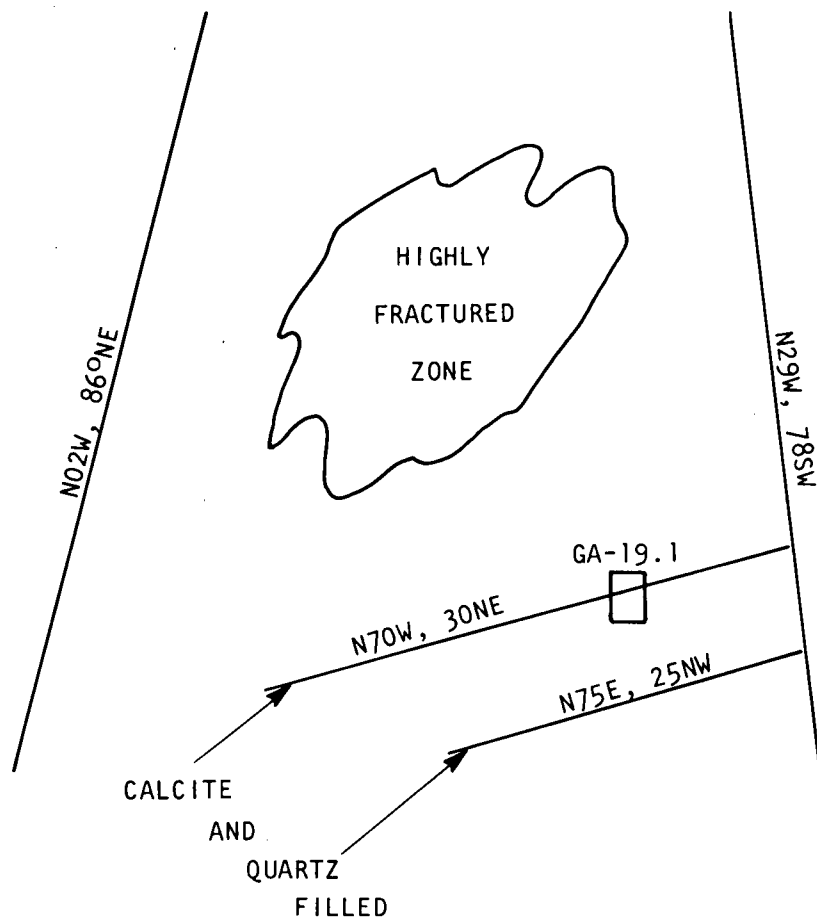 HIGHLY
FRACTURED
ZONE
N02W, 86ºNE
N29W, 78SW
GA-19.1
N70W, 30NE
N75E, 25NW
CALCITE
AND
QUARTZ
FILLED